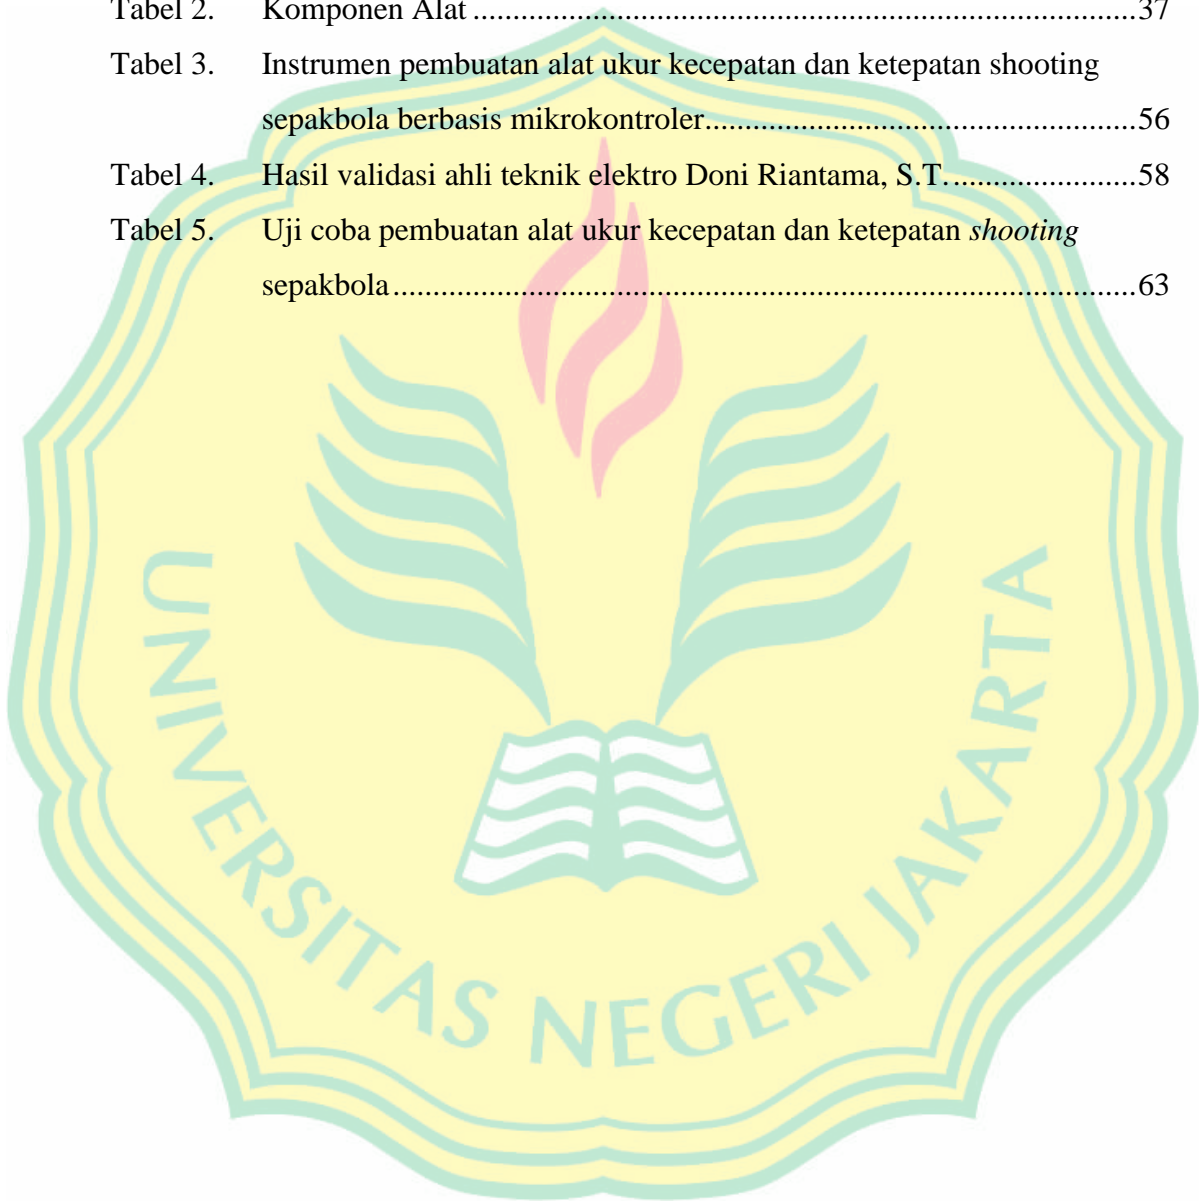 Tabel 2. Komponen Alat ....................................................................................37
Tabel 3. Instrumen pembuatan alat ukur kecepatan dan ketepatan shooting
sepakbola berbasis mikrokontroler......................................................56
Tabel 4. Hasil validasi ahli teknik elektro Doni Riantama, S.T. .......................58
Tabel 5. Uji coba pembuatan alat ukur kecepatan dan ketepatan shooting
sepakbola .............................................................................................63
UNIVERSITAS NEGERI JAKARTA